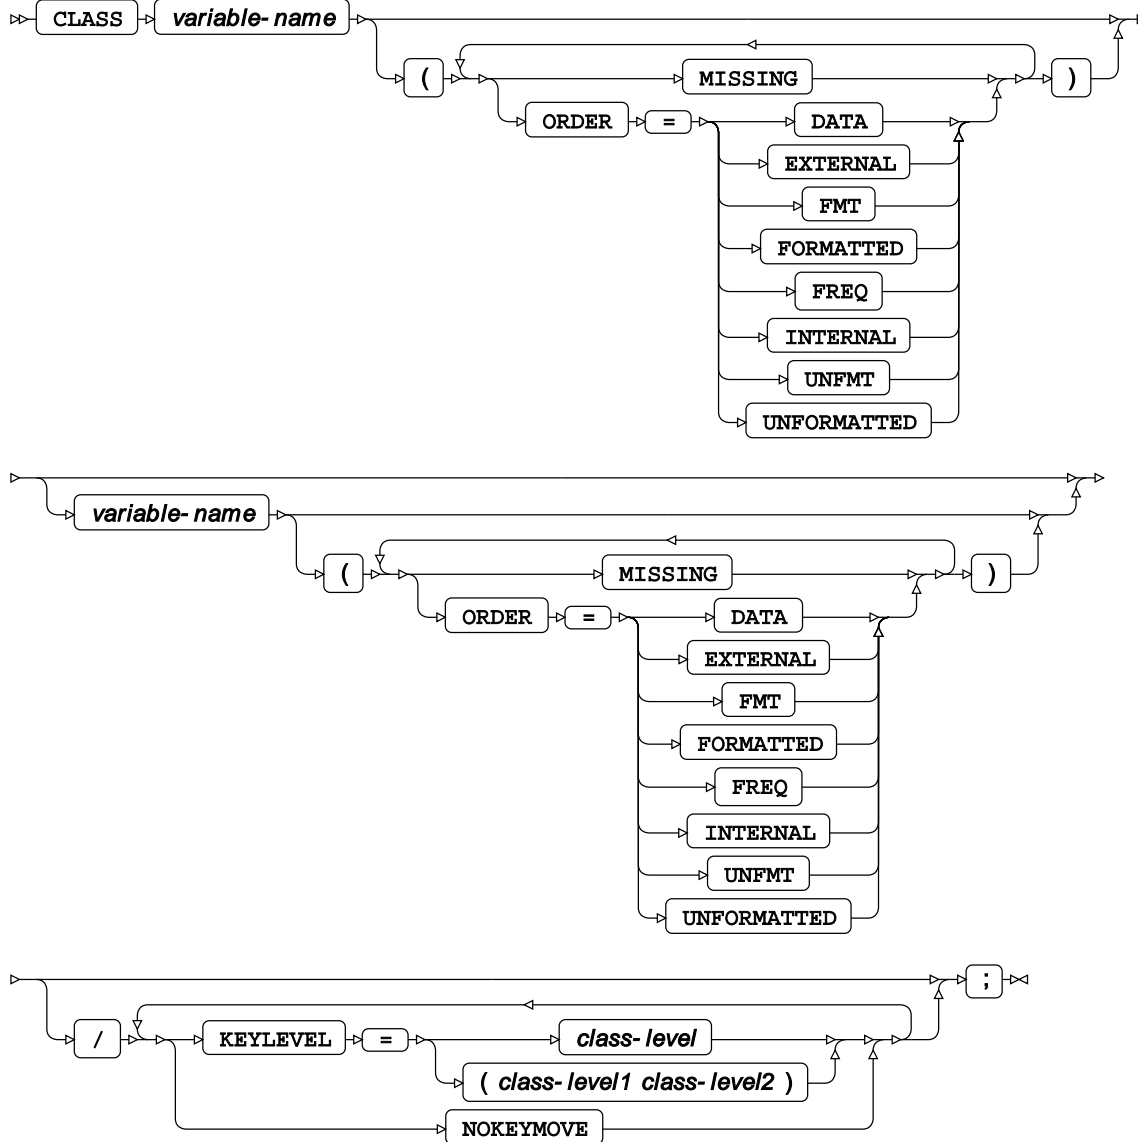 CLASS variable-name
( MISSING )
ORDER = DATA
EXTERNAL
FMT
FORMATTED
FREQ
INTERNAL
UNFMT
UNFORMATTED
variable-name
( MISSING )
ORDER = DATA
EXTERNAL
FMT
FORMATTED
FREQ
INTERNAL
UNFMT
UNFORMATTED
;
/ KEYLEVEL = class-level
( class-level1 class-level2 )
NOKEYMOVE